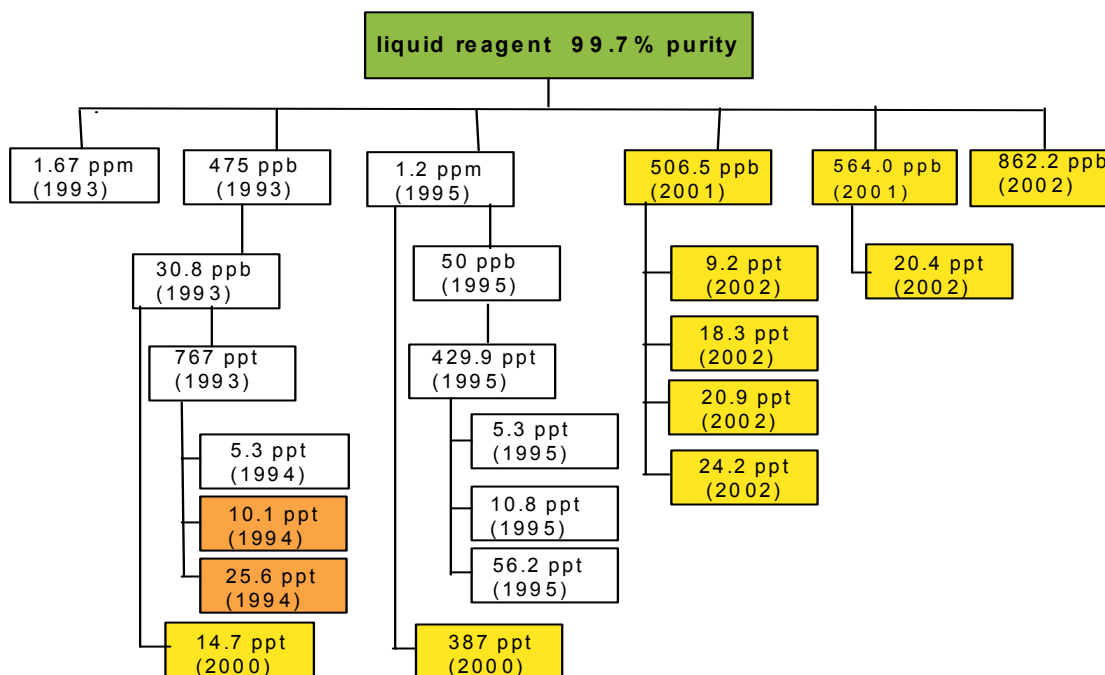 liquid reagent 99.7% purity
1.67 ppm
(1993)
475 ppb
(1993)
1.2 ppm
(1995)
506.5 ppb
(2001)
564.0 ppb
(2001)
862.2 ppb
(2002)
30.8 ppb
(1993)
50 ppb
(1995)
9.2 ppt
(2002)
20.4 ppt
(2002)
767 ppt
(1993)
429.9 ppt
(1995)
18.3 ppt
(2002)
20.9 ppt
(2002)
5.3 ppt
(1994)
5.3 ppt
(1995)
24.2 ppt
(2002)
10.1 ppt
(1994)
10.8 ppt
(1995)
25.6 ppt
(1994)
56.2 ppt
(1995)
14.7 ppt
(2000)
387 ppt
(2000)